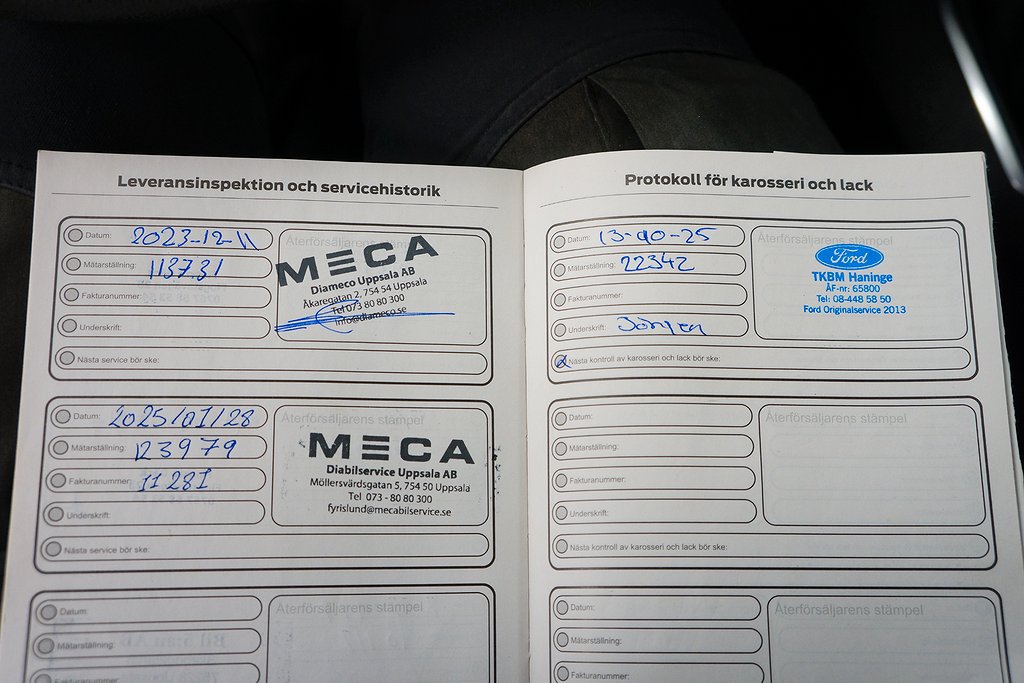 Leveransinspektion och servicehistorik
Datum: 2023-12-11
Mätarställning: 113731
Fakturanummer:
Underskrift:
Nästa service bör ske:
Återförsäljarens stämpel
MECA
Diameco Uppsala AB
Åkaregatan 2, 754 54 Uppsala
Tel 073 80 80 300
info@diameco.se
Datum: 2025/01/28
Mätarställning: 123979
Fakturanummer: 11281
Underskrift:
Nästa service bör ske:
Återförsäljarens stämpel
MECA
Diabilservice Uppsala AB
Möllersvärdsgatan 5, 754 50 Uppsala
Tel 073 - 80 80 300
fyrislund@mecabilservice.se
Datum:
Mätarställning:
Fakturanummer:
Återförsäljarens stämpel
Protokoll för karosseri och lack
Datum: 13-90-25
Mätarställning: 22342
Fakturanummer:
Underskrift: Jörgen
Nästa kontroll av karosseri och lack bör ske:
Återförsäljarens stämpel
Ford
TKBM Haninge
ÅF-nr: 65800
Tel: 08-448 58 50
Ford Originalservice 2013
Datum:
Mätarställning:
Fakturanummer:
Underskrift:
Nästa kontroll av karosseri och lack bör ske:
Återförsäljarens stämpel
Datum:
Mätarställning:
Fakturanummer:
Återförsäljarens stämpel